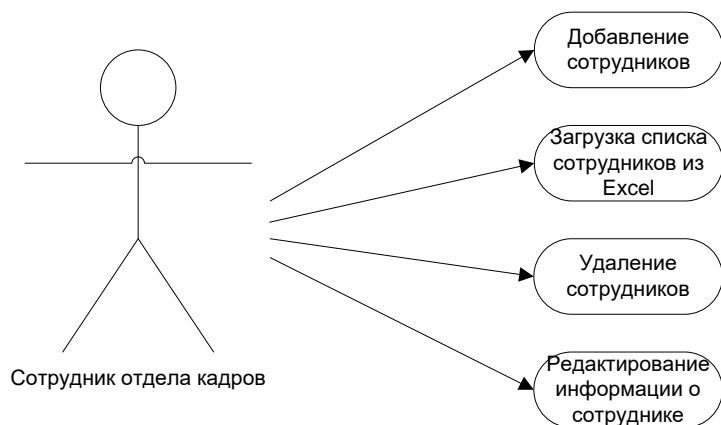 Добавление
сотрудников
Загрузка списка
сотрудников из
Excel
Удаление
сотрудников
Сотрудник отдела кадров
Редактирование
информации о
сотруднике